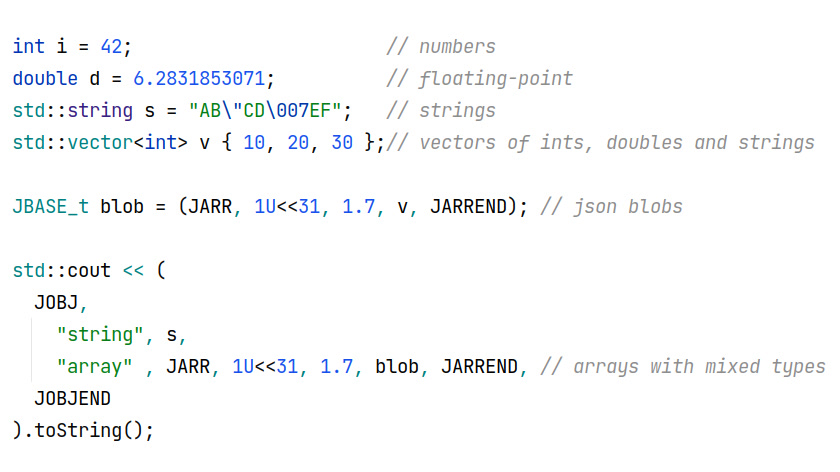 int i = 42;                       // numbers
double d = 6.2831853071;          // floating-point
std::string s = "AB\"CD\007EF";   // strings
std::vector<int> v { 10, 20, 30 };// vectors of ints, doubles and strings

JBASE_t blob = (JARR, 1U<<31, 1.7, v, JARREND); // json blobs

std::cout << (
  JOBJ,
    "string", s,
    "array" , JARR, 1U<<31, 1.7, blob, JARREND, // arrays with mixed types
  JOBJEND
).toString();